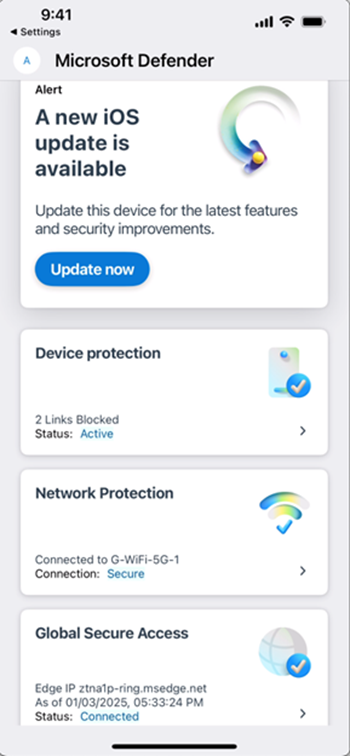 9:41
◀ Settings
A
Microsoft Defender
Alert
A new iOS
update is
available
Update this device for the latest features
and security improvements.
Update now
Device protection
2 Links Blocked
Status: Active
Network Protection
Connected to G-WiFi-5G-1
Connection: Secure
Global Secure Access
Edge IP ztna1p-ring.msedge.net
As of 01/03/2025, 05:33:24 PM
Status: Connected